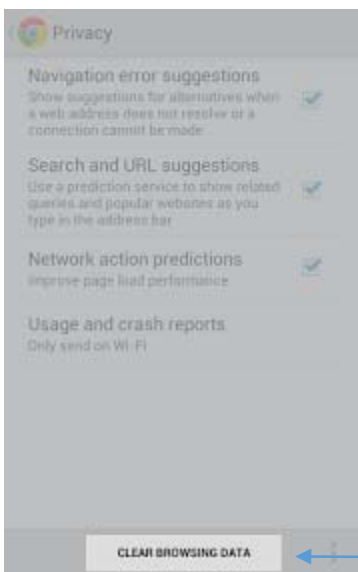 Privacy
Navigation error suggestions
Show suggestions for alternatives when
a web address does not resolve or a
connection cannot be made
Search and URL suggestions
Use a prediction service to show related
queries and popular websites as you
type in the address bar
Network action predictions
Improve page load performance
Usage and crash reports
Only send on Wi-Fi
CLEAR BROWSING DATA